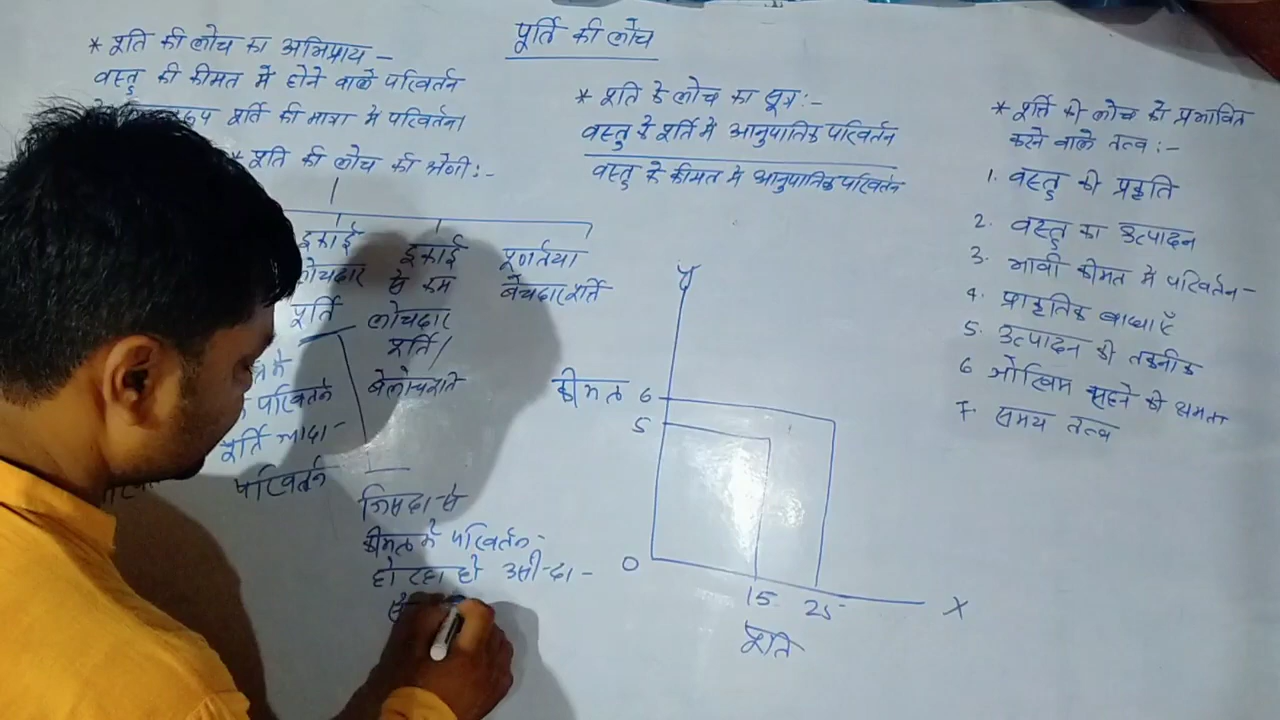 पूर्ति की लोच
* पूर्ति की लोच का अभिप्राय -
वस्तु की कीमत में होने वाले परिवर्तन
पूर्ति की मात्रा में परिवर्तन।
* पूर्ति की लोच की श्रेणी :-
इकाई
लोचदार
पूर्ति
इकाई
से कम
लोचदार
पूर्ति/
बेलोचदार
पूर्णतया
बेलोचदार पूर्ति
परिवर्तन
पूर्ति
परिवर्तन
जिस दर से
कीमत में परिवर्तन -
हो रहा हो उसी दर -
से
* पूर्ति के लोच का सूत्र :-
वस्तु के पूर्ति में आनुपातिक परिवर्तन
वस्तु के कीमत में आनुपातिक परिवर्तन
Y
कीमत 6
5
0
15 25
X
पूर्ति
* पूर्ति की लोच को प्रभावित
करने वाले तत्व :-
1. वस्तु की प्रकृति
2. वस्तु का उत्पादन
3. भावी कीमत में परिवर्तन -
4. प्राकृतिक बाधाएँ
5. उत्पादन की तकनीक
6 जोखिम सहने की क्षमता
7. समय तत्व